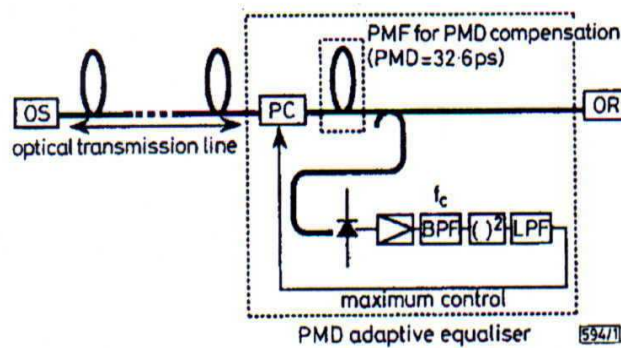 PMF for PMD compensation
(PMD=32·6ps)
OS
PC
OR
optical transmission line
f_c
BPF
( )²
LPF
maximum control
PMD adaptive equaliser
594/1